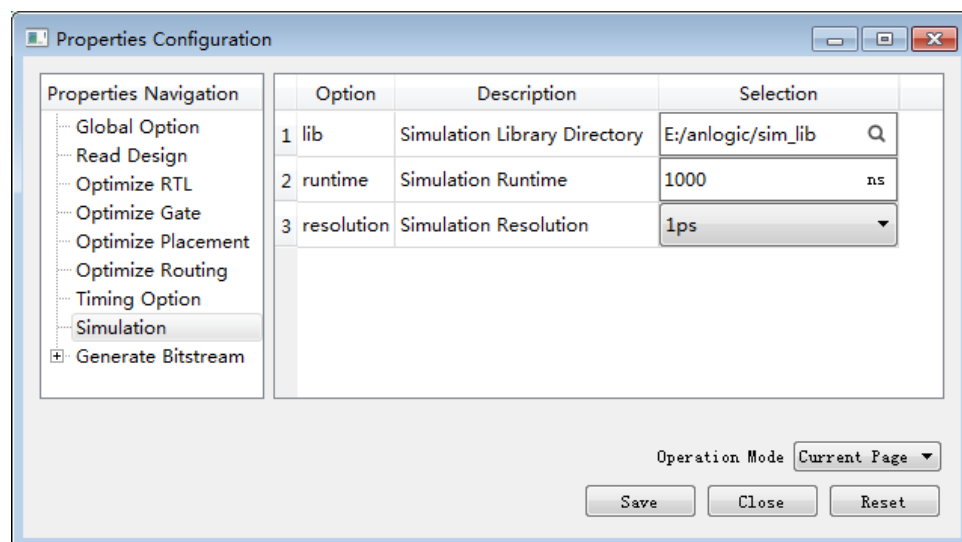 Properties Configuration
Properties Navigation
Global Option
Read Design
Optimize RTL
Optimize Gate
Optimize Placement
Optimize Routing
Timing Option
Simulation
Generate Bitstream
Option Description Selection
1 lib Simulation Library Directory E:/anlogic/sim_lib
2 runtime Simulation Runtime 1000 ns
3 resolution Simulation Resolution 1ps
Operation Mode Current Page
Save Close Reset